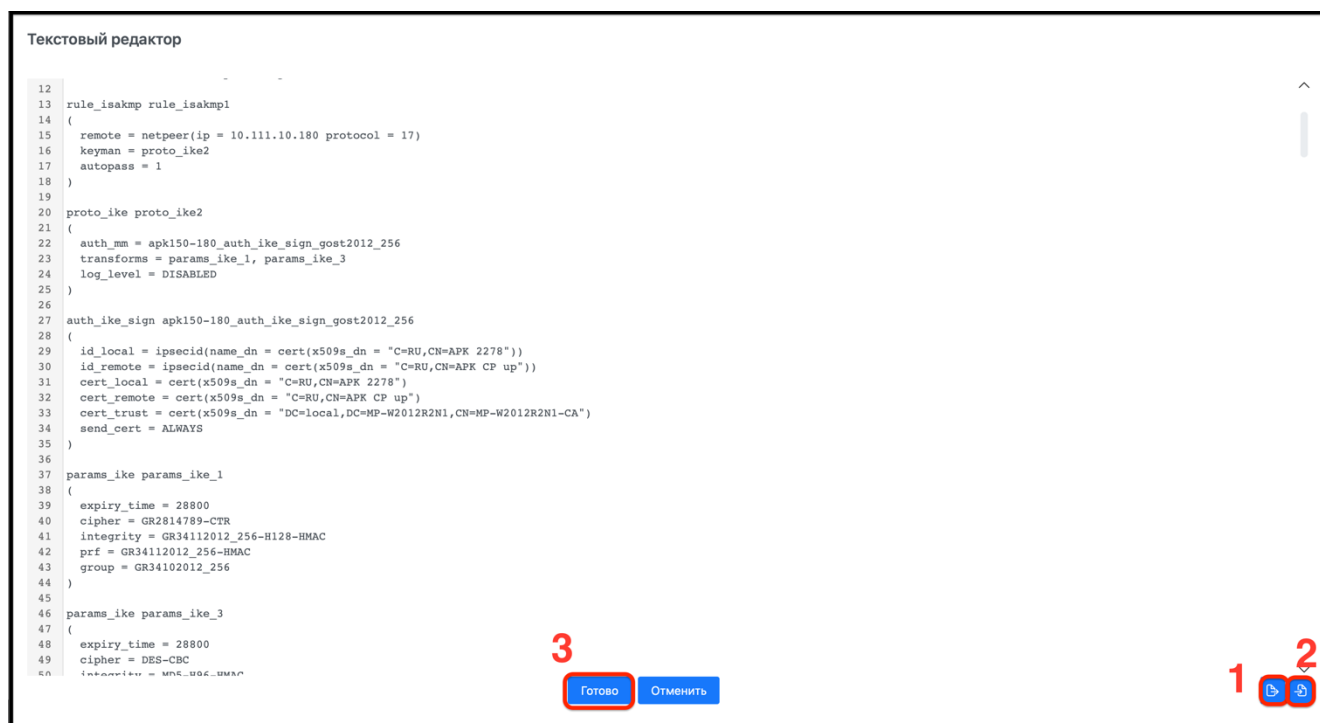 Текстовый редактор
12
13 rule_isakmp rule_isakmp1
14 (
15 remote = netpeer(ip = 10.111.10.180 protocol = 17)
16 keyman = proto_ike2
17 autopass = 1
18 )
19
20 proto_ike proto_ike2
21 (
22 auth_mm = apk150-180_auth_ike_sign_gost2012_256
23 transforms = params_ike_1, params_ike_3
24 log_level = DISABLED
25 )
26
27 auth_ike_sign apk150-180_auth_ike_sign_gost2012_256
28 (
29 id_local = ipsecid(name_dn = cert(x509s_dn = "C=RU,CN=APK 2278"))
30 id_remote = ipsecid(name_dn = cert(x509s_dn = "C=RU,CN=APK CP up"))
31 cert_local = cert(x509s_dn = "C=RU,CN=APK 2278")
32 cert_remote = cert(x509s_dn = "C=RU,CN=APK CP up")
33 cert_trust = cert(x509s_dn = "DC=local,DC=MP-W2012R2N1,CN=MP-W2012R2N1-CA")
34 send_cert = ALWAYS
35 )
36
37 params_ike params_ike_1
38 (
39 expiry_time = 28800
40 cipher = GR2814789-CTR
41 integrity = GR34112012_256-H128-HMAC
42 prf = GR34112012_256-HMAC
43 group = GR34102012_256
44 )
45
46 params_ike params_ike_3
47 (
48 expiry_time = 28800
49 cipher = DES-CBC
50 integrity = MD5-H96-HMAC
3
2
1
Готово Отменить